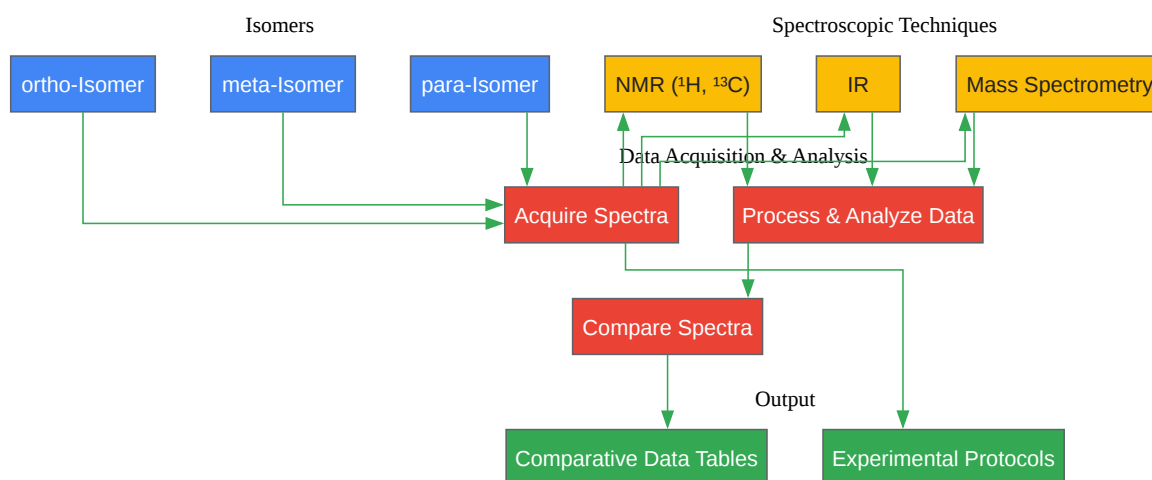 Isomers
Spectroscopic Techniques
ortho-Isomer
meta-Isomer
para-Isomer
NMR (¹H, ¹³C)
IR
Mass Spectrometry
Data Acquisition & Analysis
Acquire Spectra
Process & Analyze Data
Compare Spectra
Output
Comparative Data Tables
Experimental Protocols